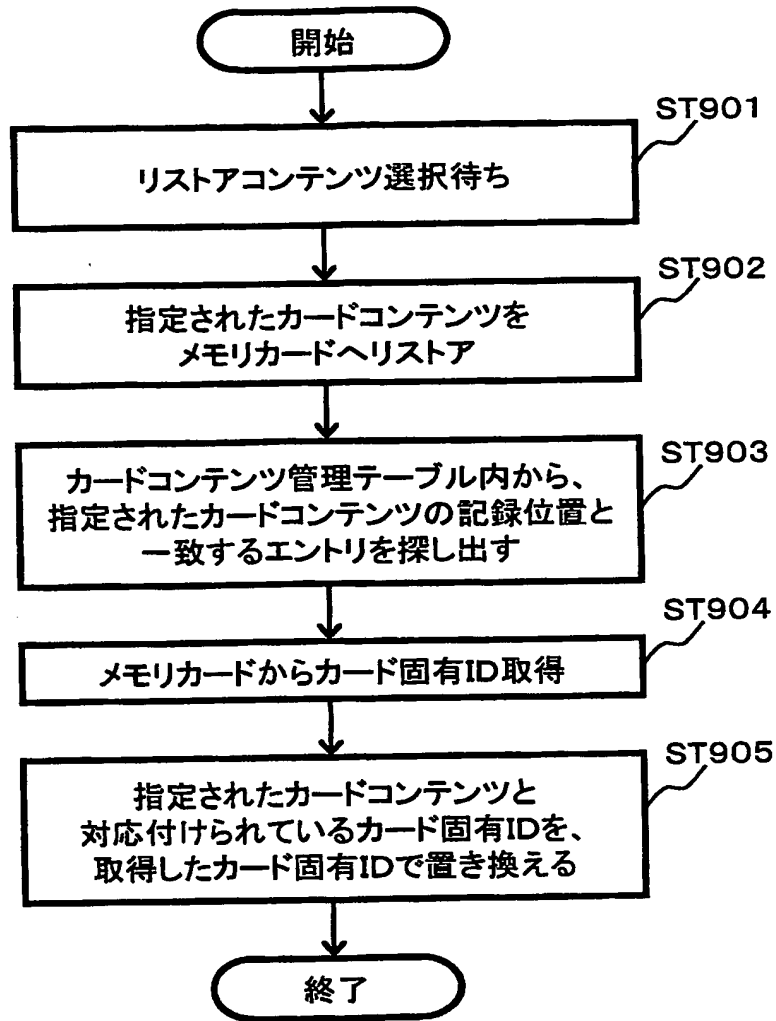 開始
ST901
リストアコンテンツ選択待ち
ST902
指定されたカードコンテンツを
メモリカードへリストア
ST903
カードコンテンツ管理テーブル内から、
指定されたカードコンテンツの記録位置と
一致するエントリを探し出す
ST904
メモリカードからカード固有ID取得
ST905
指定されたカードコンテンツと
対応付けられているカード固有IDを、
取得したカード固有IDで置き換える
終了